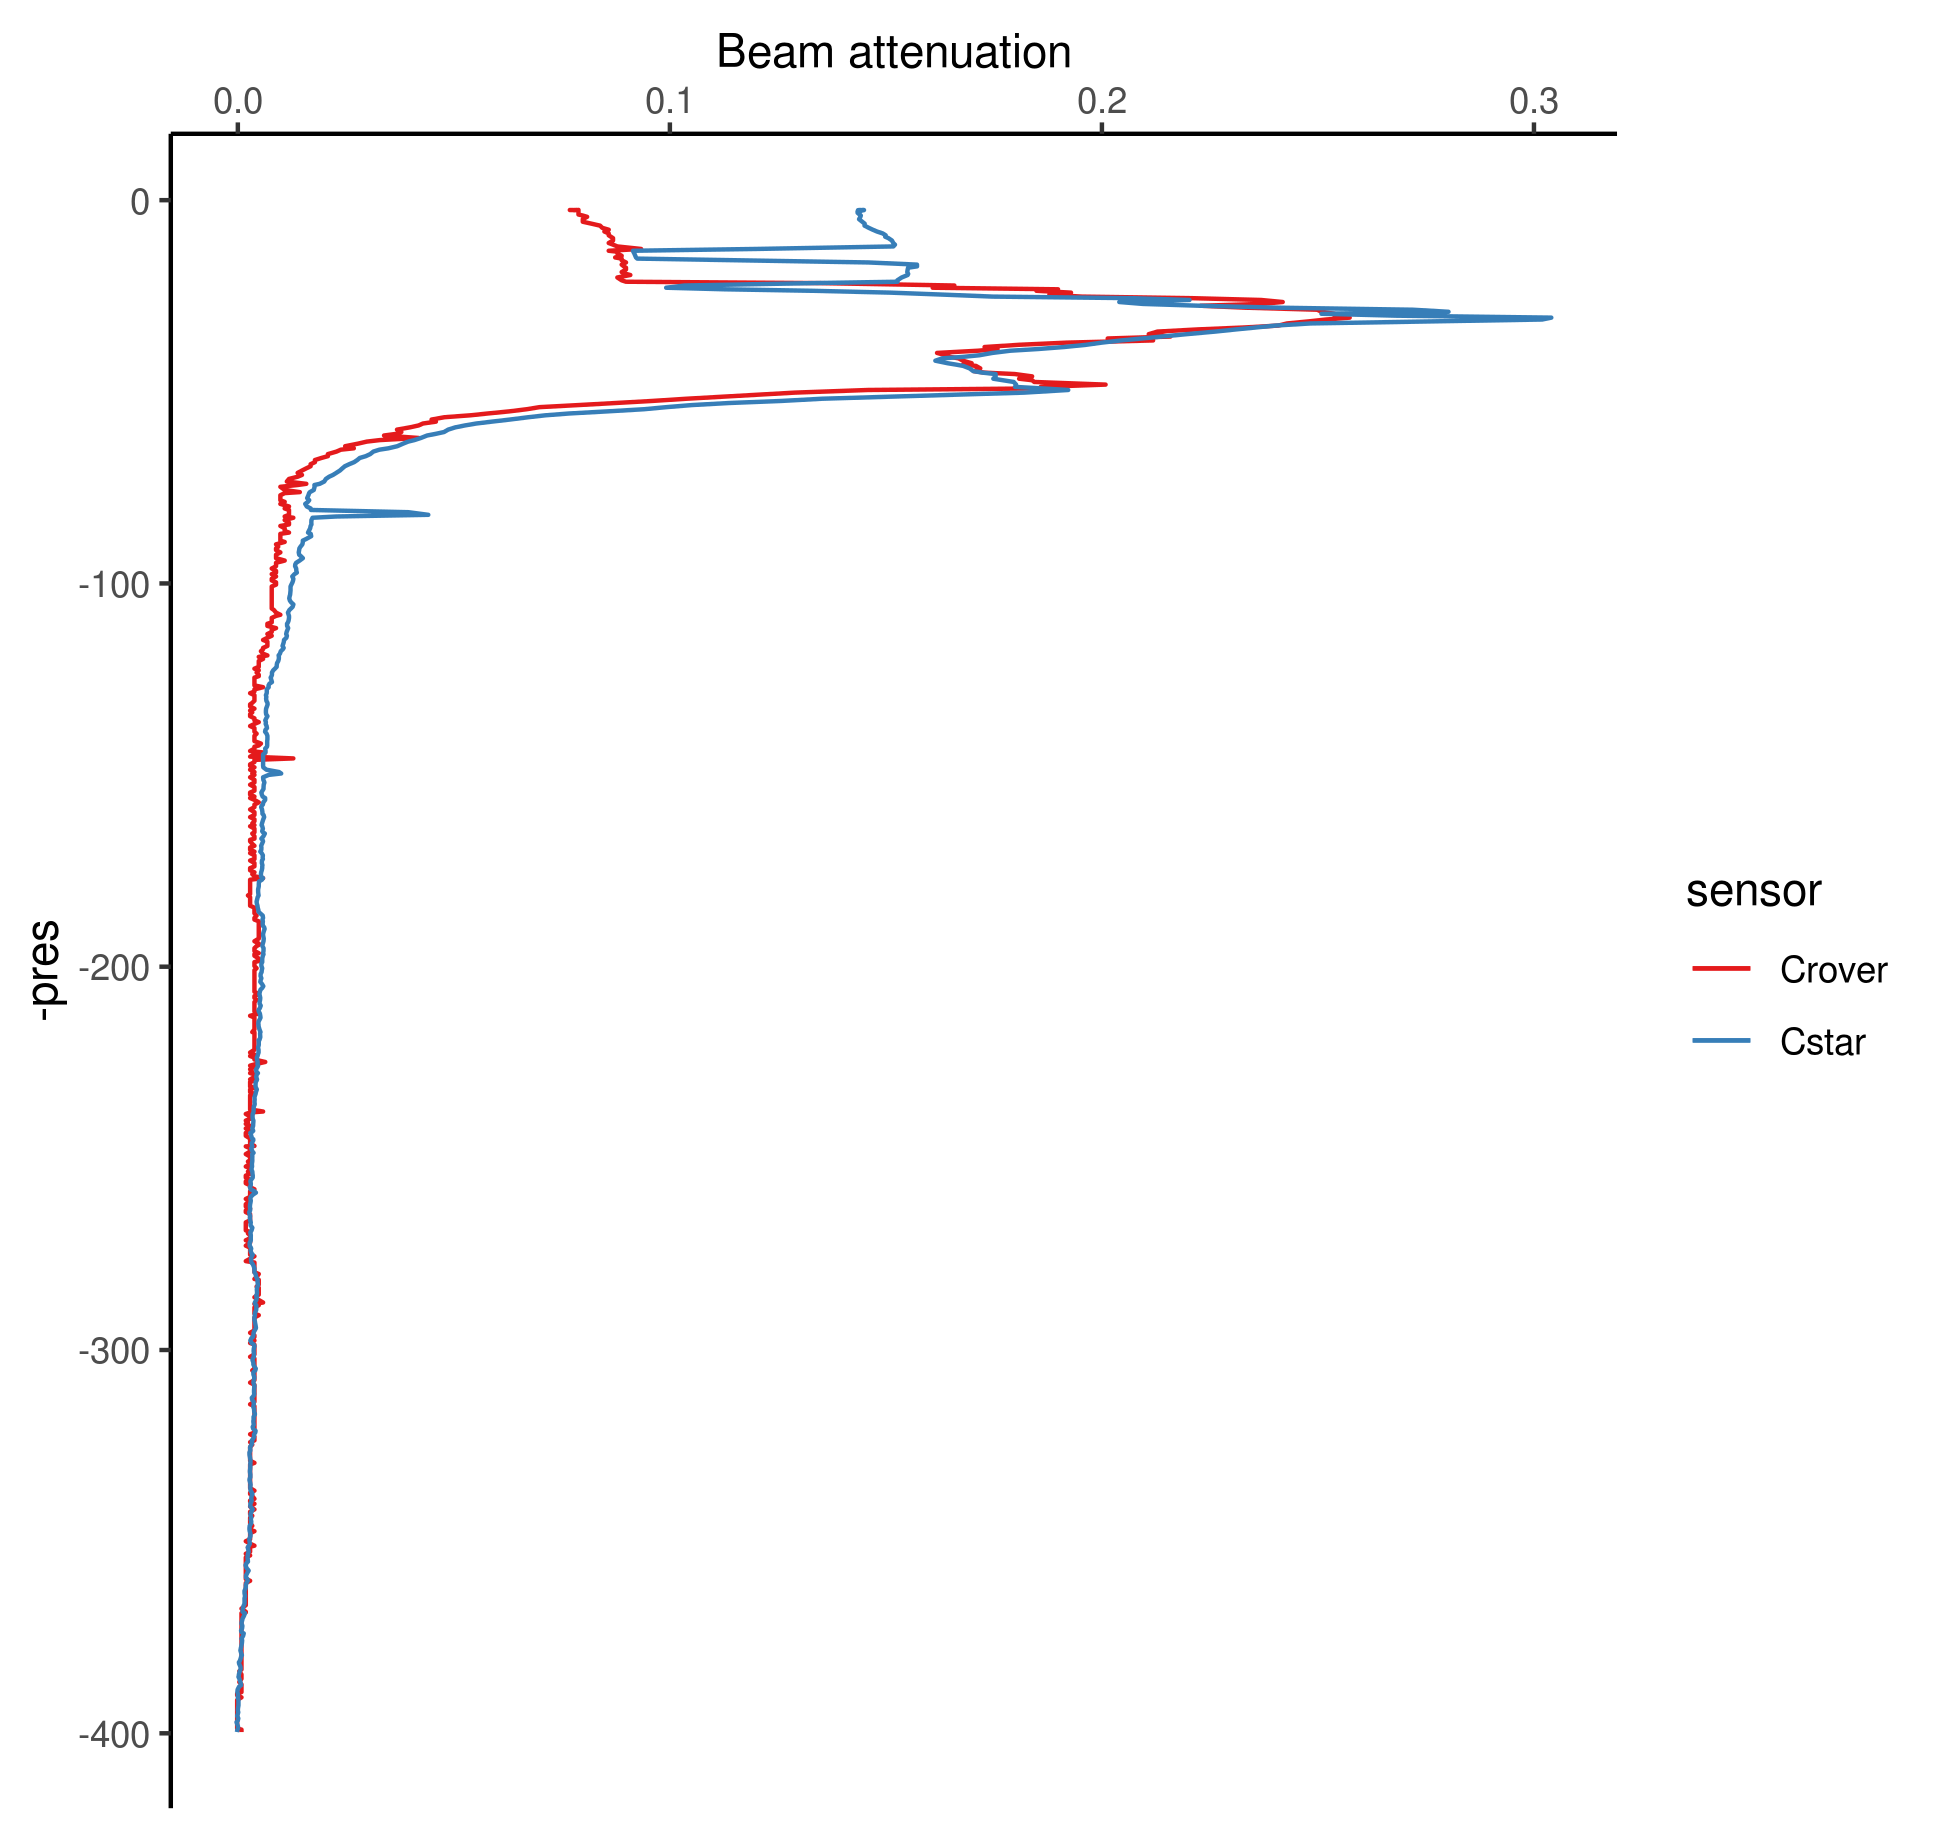 Beam attenuation
0.0 0.1 0.2 0.3
0
-100
-200
-300
-400
-pres
sensor
Crover
Cstar